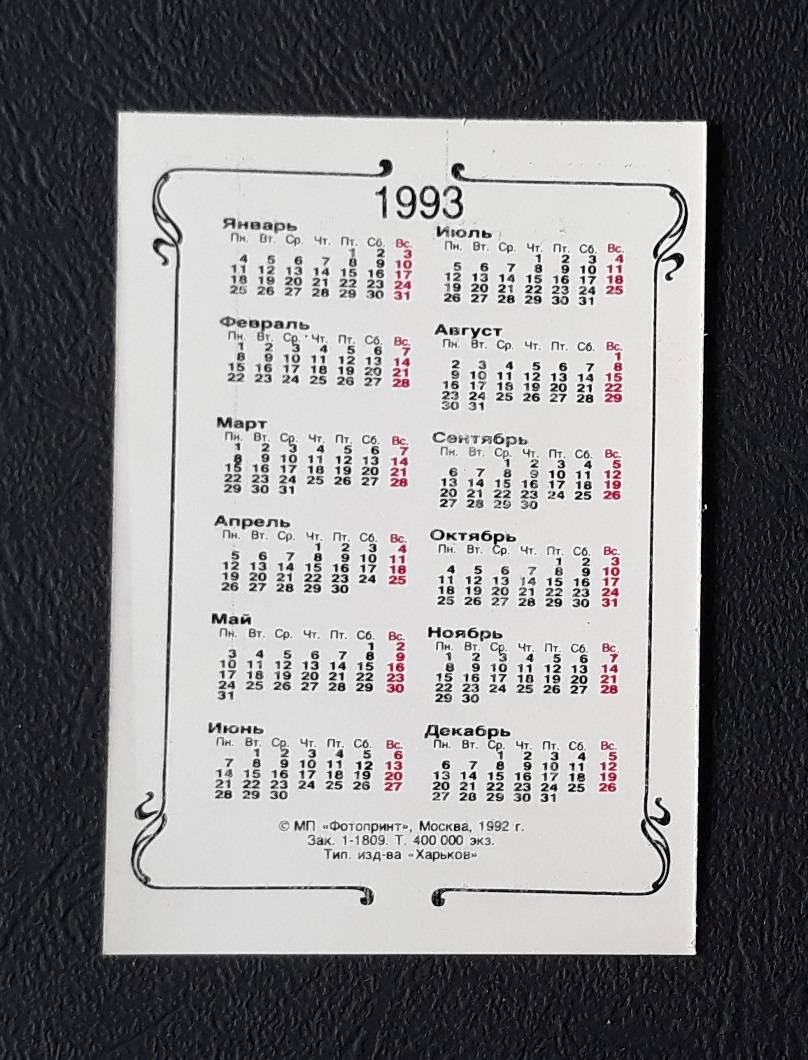 1993
Январь
Пн. Вт. Ср. Чт. Пт. Сб. Вс.
1 2 3
4 5 6 7 8 9 10
11 12 13 14 15 16 17
18 19 20 21 22 23 24
25 26 27 28 29 30 31
Февраль
Пн. Вт. Ср. Чт. Пт. Сб. Вс.
1 2 3 4 5 6 7
8 9 10 11 12 13 14
15 16 17 18 19 20 21
22 23 24 25 26 27 28
Март
Пн. Вт. Ср. Чт. Пт. Сб. Вс.
1 2 3 4 5 6 7
8 9 10 11 12 13 14
15 16 17 18 19 20 21
22 23 24 25 26 27 28
29 30 31
Апрель
Пн. Вт. Ср. Чт. Пт. Сб. Вс.
1 2 3 4
5 6 7 8 9 10 11
12 13 14 15 16 17 18
19 20 21 22 23 24 25
26 27 28 29 30
Май
Пн. Вт. Ср. Чт. Пт. Сб. Вс.
1 2
3 4 5 6 7 8 9
10 11 12 13 14 15 16
17 18 19 20 21 22 23
24 25 26 27 28 29 30
31
Июнь
Пн. Вт. Ср. Чт. Пт. Сб. Вс.
1 2 3 4 5 6
7 8 9 10 11 12 13
14 15 16 17 18 19 20
21 22 23 24 25 26 27
28 29 30
Июль
Пн. Вт. Ср. Чт. Пт. Сб. Вс.
1 2 3 4
5 6 7 8 9 10 11
12 13 14 15 16 17 18
19 20 21 22 23 24 25
26 27 28 29 30 31
Август
Пн. Вт. Ср. Чт. Пт. Сб. Вс.
1
2 3 4 5 6 7 8
9 10 11 12 13 14 15
16 17 18 19 20 21 22
23 24 25 26 27 28 29
30 31
Сентябрь
Пн. Вт. Ср. Чт. Пт. Сб. Вс.
1 2 3 4 5
6 7 8 9 10 11 12
13 14 15 16 17 18 19
20 21 22 23 24 25 26
27 28 29 30
Октябрь
Пн. Вт. Ср. Чт. Пт. Сб. Вс.
1 2 3
4 5 6 7 8 9 10
11 12 13 14 15 16 17
18 19 20 21 22 23 24
25 26 27 28 29 30 31
Ноябрь
Пн. Вт. Ср. Чт. Пт. Сб. Вс.
1 2 3 4 5 6 7
8 9 10 11 12 13 14
15 16 17 18 19 20 21
22 23 24 25 26 27 28
29 30
Декабрь
Пн. Вт. Ср. Чт. Пт. Сб. Вс.
1 2 3 4 5
6 7 8 9 10 11 12
13 14 15 16 17 18 19
20 21 22 23 24 25 26
27 28 29 30 31
© МП «Фотопринт», Москва, 1992 г.
Зак. 1-1809. Т. 400 000 экз.
Тип. изд-ва «Харьков»